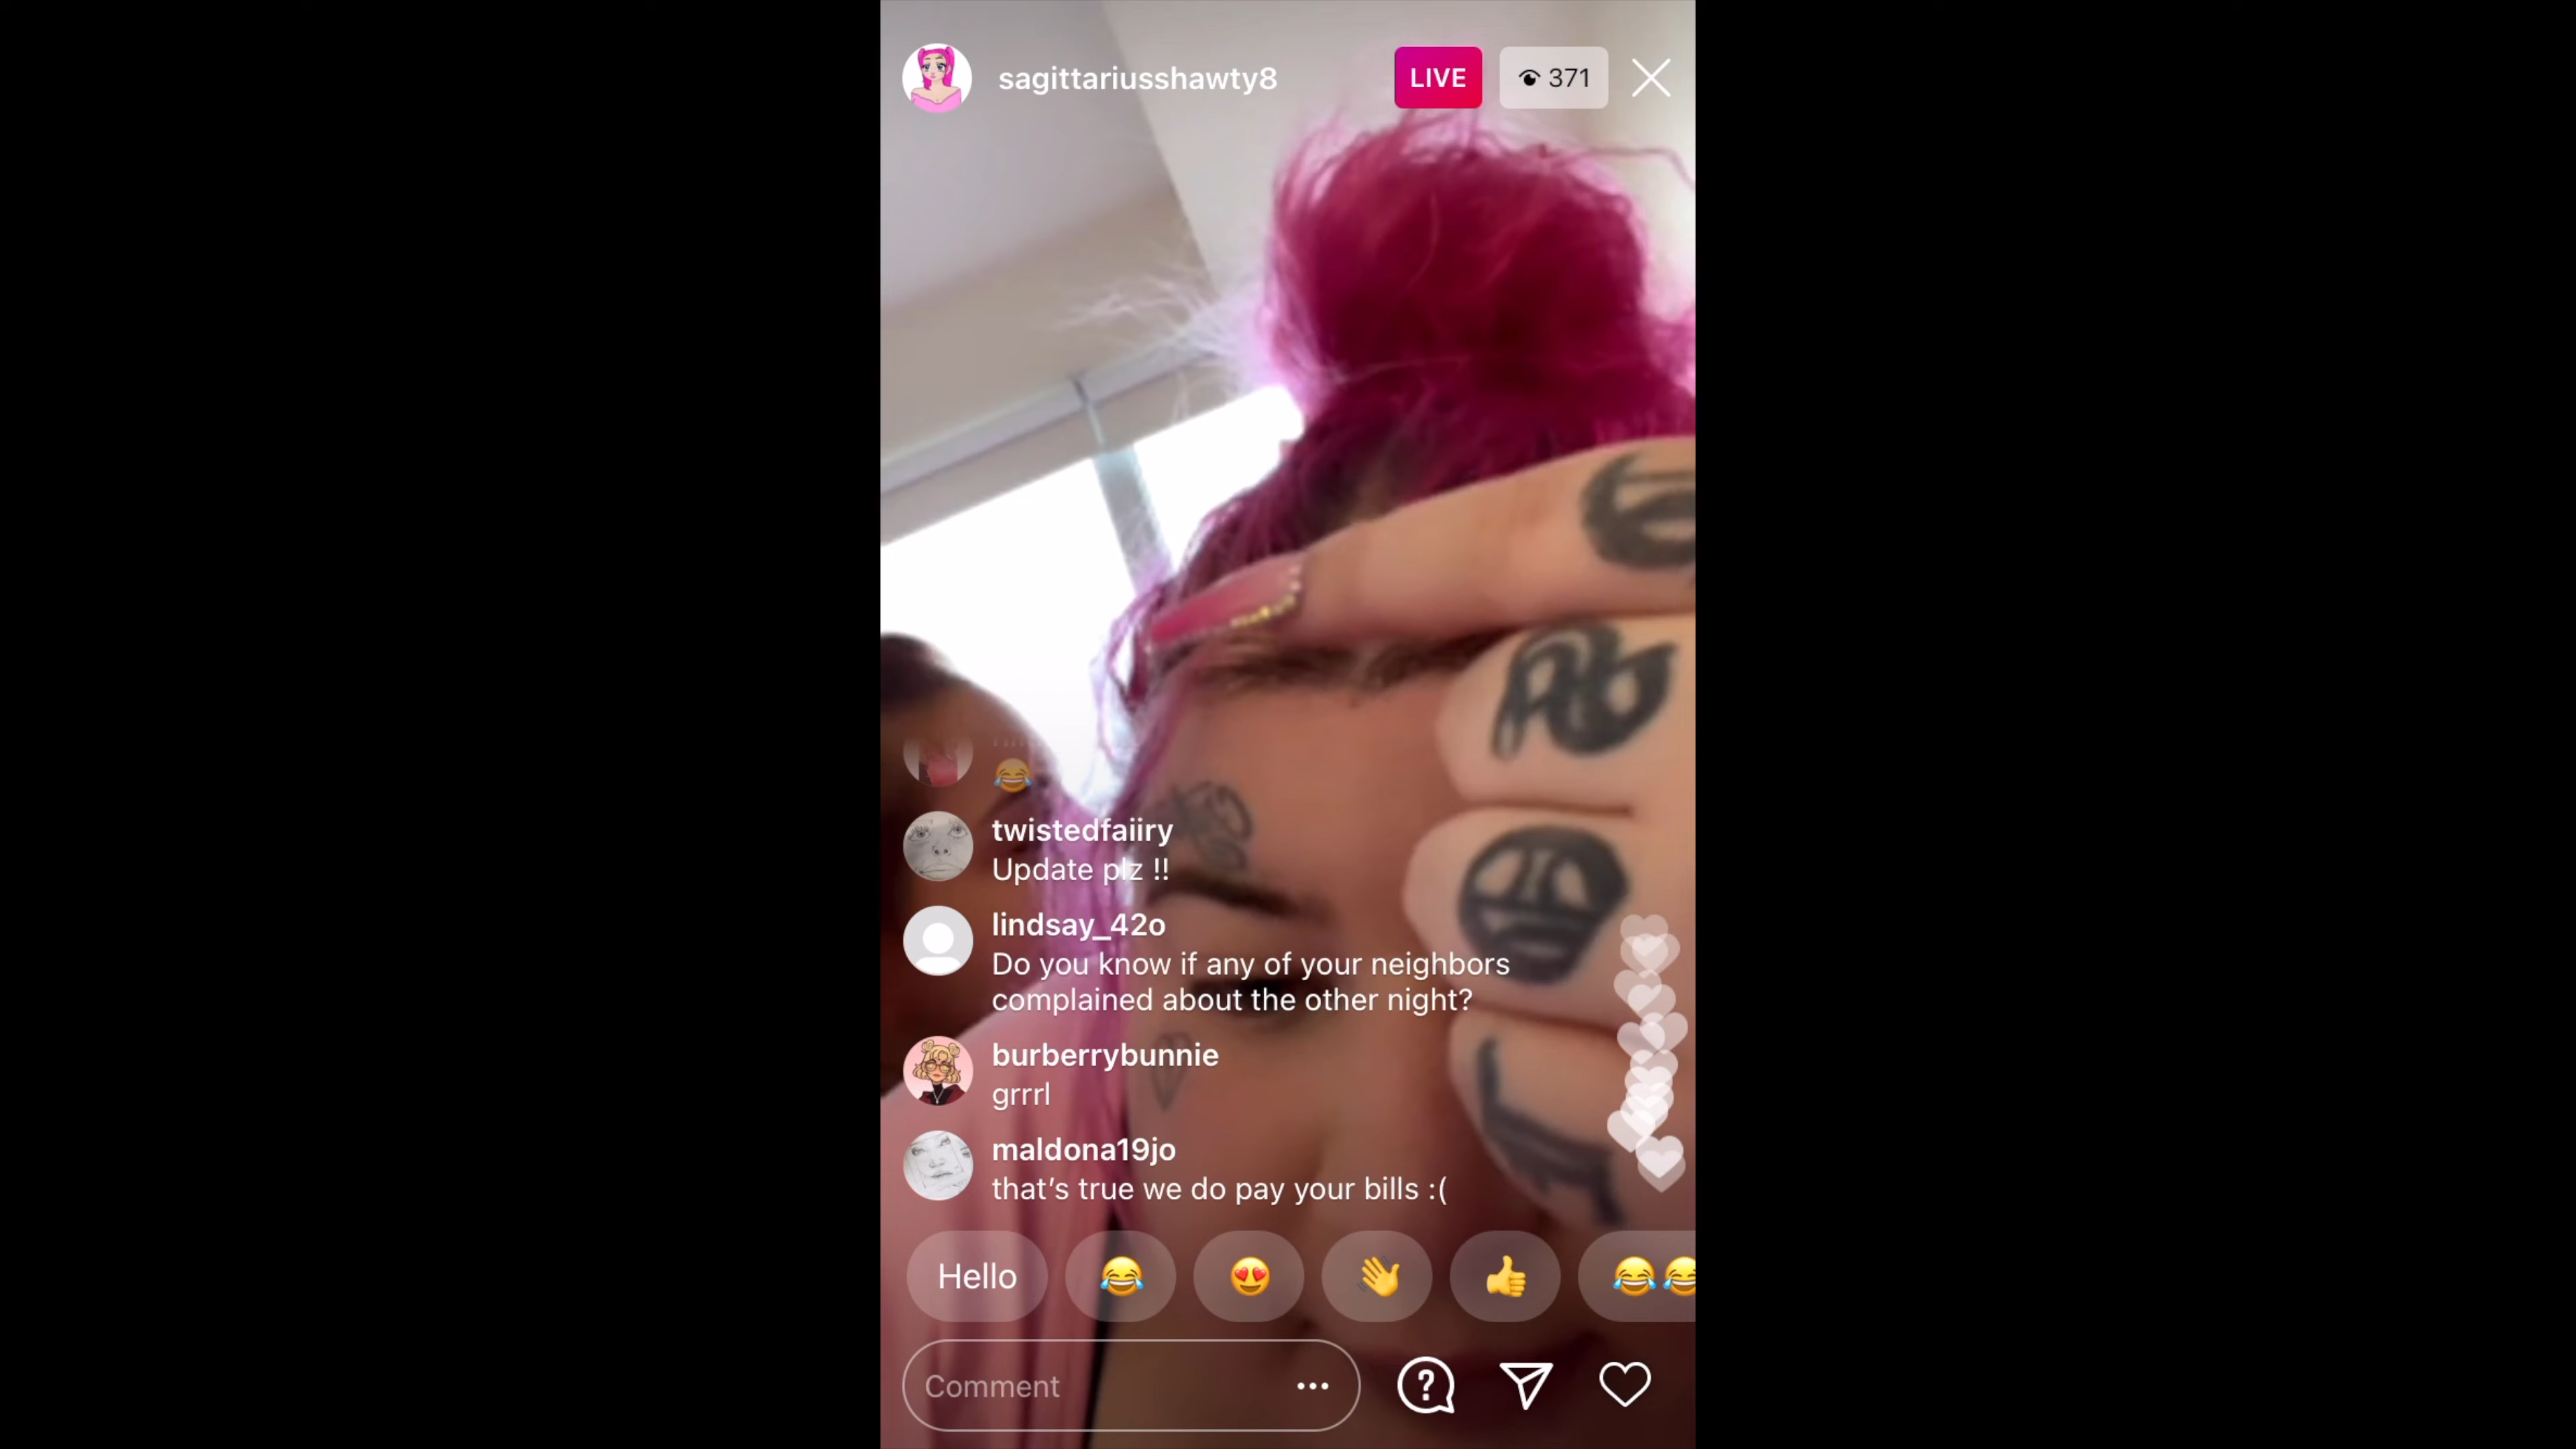 sagittariusshawty8
LIVE
371
😂
twistedfaiiry
Update plz !!
lindsay_42o
Do you know if any of your neighbors
complained about the other night?
burberrybunnie
grrrl
maldona19jo
that’s true we do pay your bills :(
Hello 😂 😍 👋 👍 😂😂
Comment